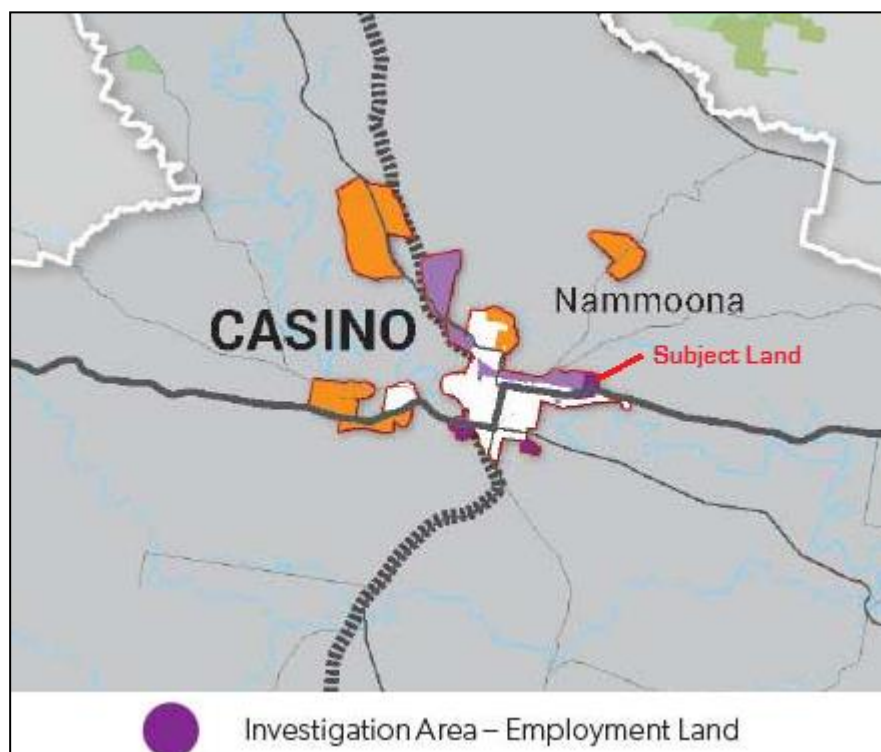 Nammoona
CASINO
Subject Land
Investigation Area – Employment Land